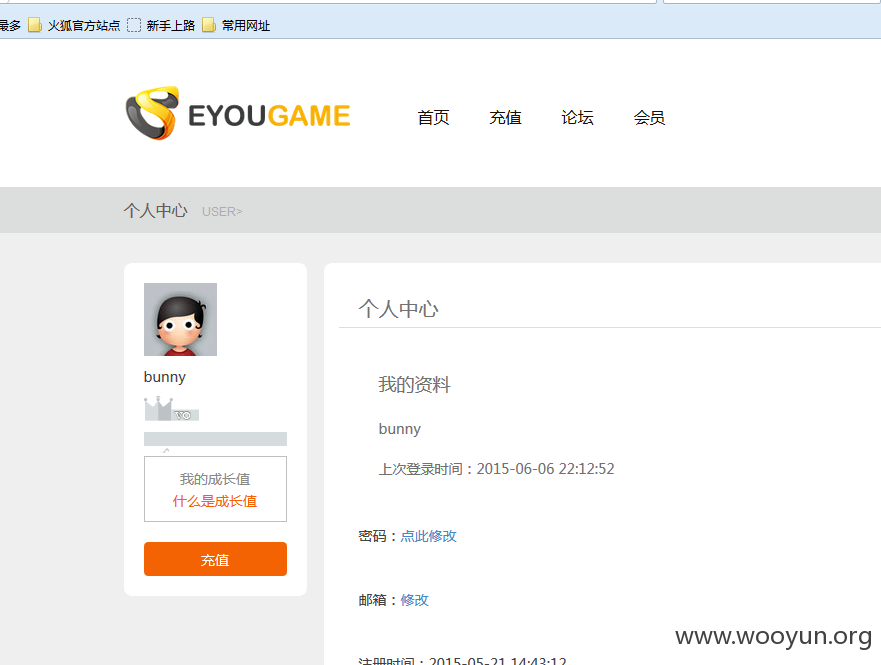 最多 火狐官方站点 新手上路 常用网址
EYOUGAME 首页 充值 论坛 会员
个人中心 USER>
bunny
V0
我的成长值
什么是成长值
充值
个人中心
我的资料
bunny
上次登录时间：2015-06-06 22:12:52
密码：点此修改
邮箱：修改
注册时间：2015-05-21 14:43:12
www.wooyun.org